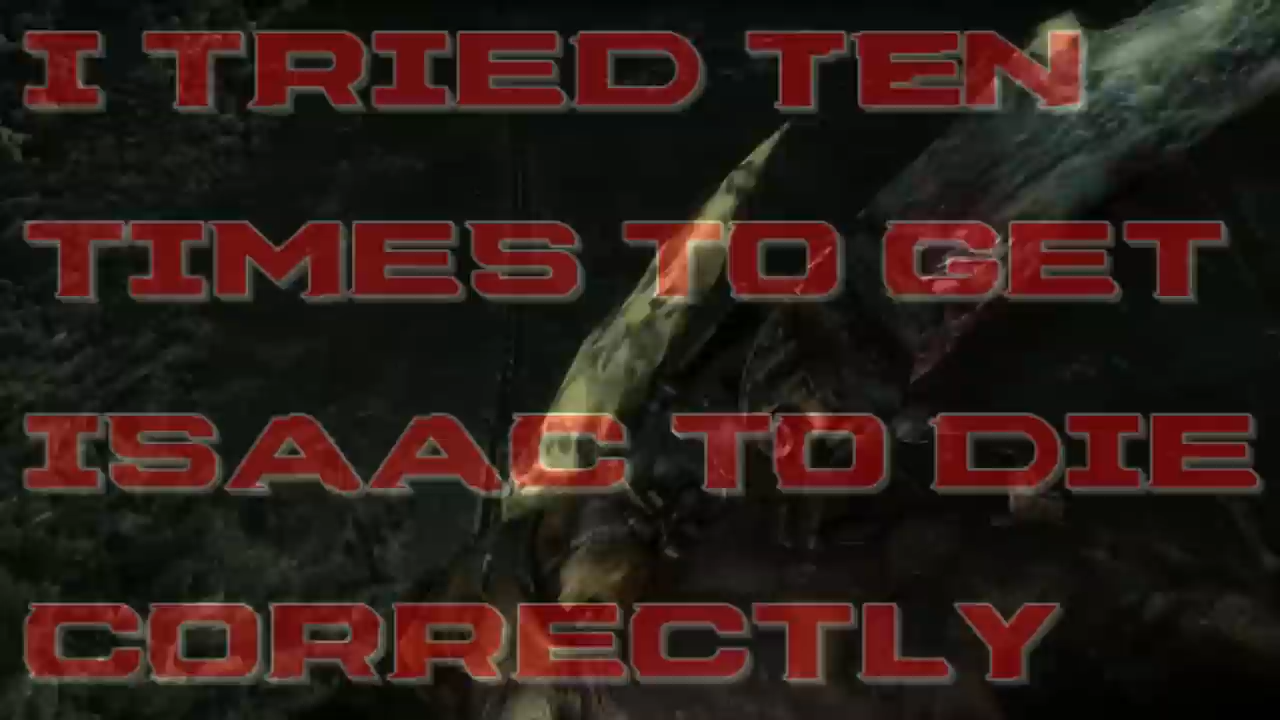 I TRIED TEN
TIMES TO GET
ISAAC TO DIE
CORRECTLY